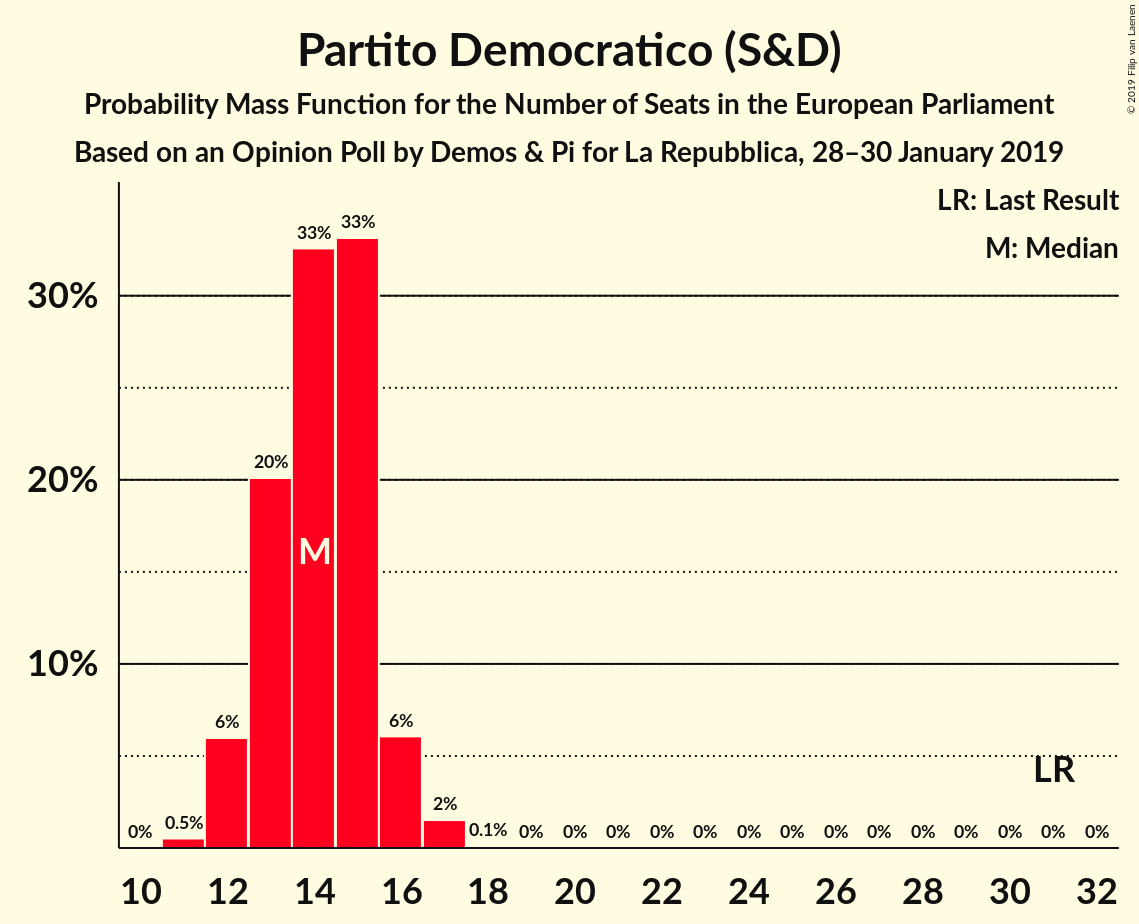 Partito Democratico (S&D)
Probability Mass Function for the Number of Seats in the European Parliament
Based on an Opinion Poll by Demos & Pi for La Repubblica, 28–30 January 2019
© 2019 Filip van Laenen
LR: Last Result
M: Median
30%
20%
10%
0% 0.5% 6% 20% 33% 33% 6% 2% 0.1% 0% 0% 0% 0% 0% 0% 0% 0% 0% 0% 0% 0% 0% 0%
M
LR
10 12 14 16 18 20 22 24 26 28 30 32